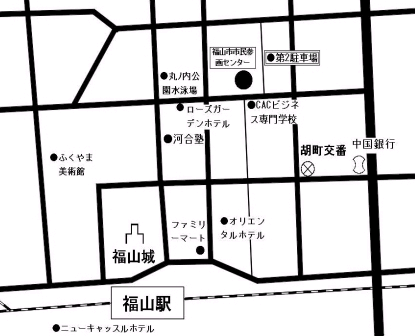 福山市市民参
画センター
●第2駐車場
●丸ノ内公
園水泳場
●ローズガー
デンホテル
●CACビジネ
ス専門学校
●河合塾
胡町交番
中国銀行
●ふくやま
美術館
ファミリ
ーマート
●オリエン
タルホテル
福山城
福山駅
●ニューキャッスルホテル